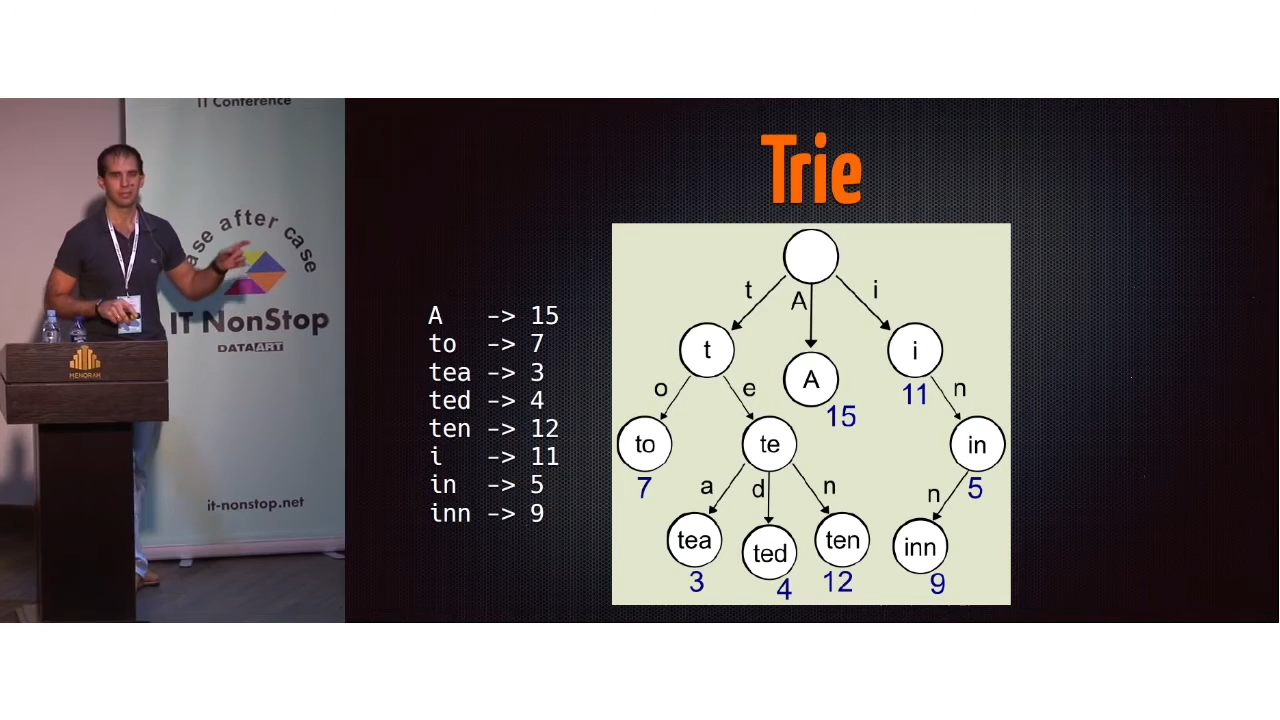 IT Conference
ase after case
IT NonStop
DATAART
it-nonstop.net
MENORAH
Trie
A -> 15
to -> 7
tea -> 3
ted -> 4
ten -> 12
i -> 11
in -> 5
inn -> 9
t A i
t
A
15
i
11
o e n
to
7
te
in
5
a d n n
tea
3
ted
4
ten
12
inn
9